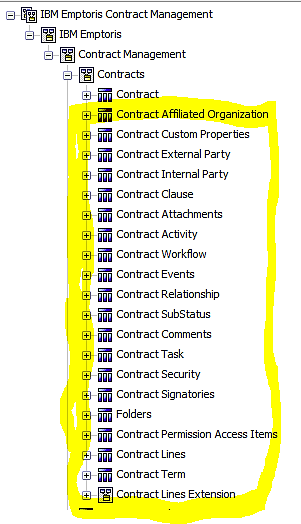 IBM Emptoris Contract Management
IBM Emptoris
Contract Management
Contracts
Contract
Contract Affiliated Organization
Contract Custom Properties
Contract External Party
Contract Internal Party
Contract Clause
Contract Attachments
Contract Activity
Contract Workflow
Contract Events
Contract Relationship
Contract SubStatus
Contract Comments
Contract Task
Contract Security
Contract Signatories
Folders
Contract Permission Access Items
Contract Lines
Contract Term
Contract Lines Extension